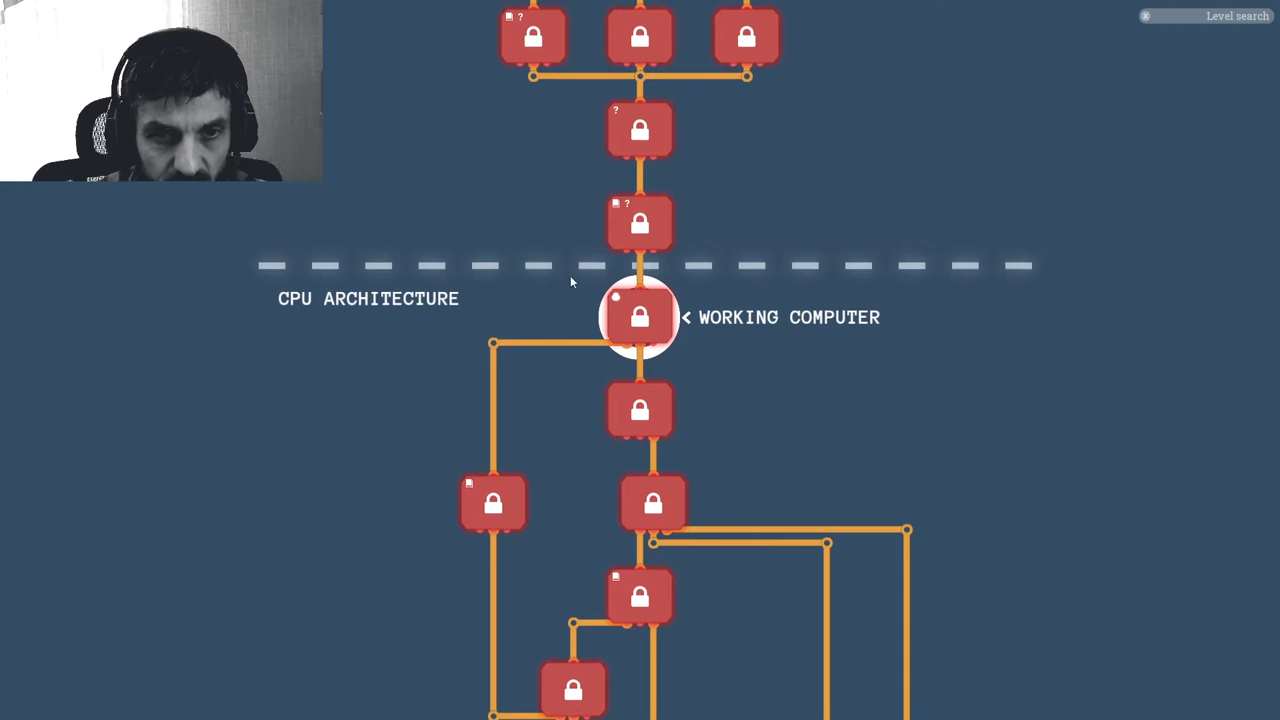 Level search
?
?
?
CPU ARCHITECTURE
< WORKING COMPUTER